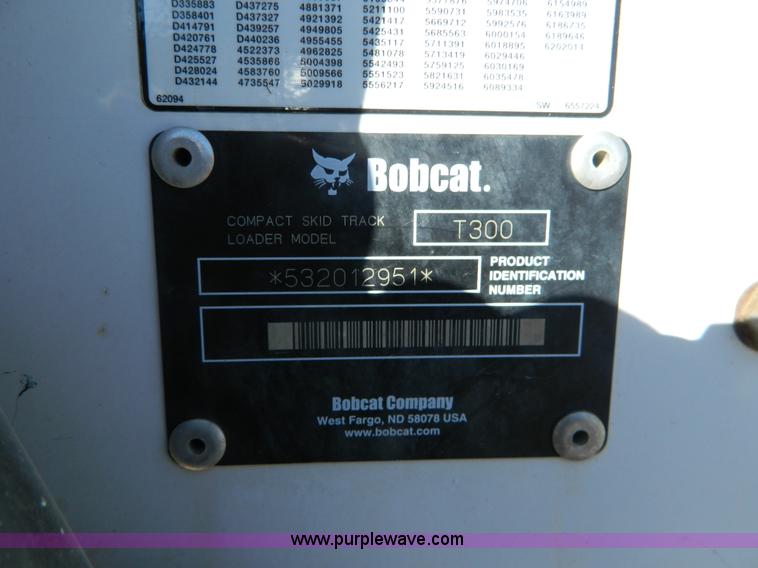 D335883 D437275 4881371 5211100 5590731 5983535 6163989
D358401 D437327 4921392 5421417 5669712 5992576 6186735
D414791 D439257 4949805 5425431 5685563 6000154 6189646
D420761 D440236 4955455 5435117 5711391 6018895 6202014
D424778 4522373 4962825 5481078 5713419 6029446
D425527 4535866 5004398 5542493 5759125 6030169
D428024 4583760 5009566 5551523 5821631 6035478
D432144 4735547 5029918 5556217 5924516 6089334
62094 SW 6557224
Bobcat.
COMPACT SKID TRACK
LOADER MODEL
T300
*532012951*
PRODUCT
IDENTIFICATION
NUMBER
Bobcat Company
West Fargo, ND 58078 USA
www.bobcat.com
www.purplewave.com